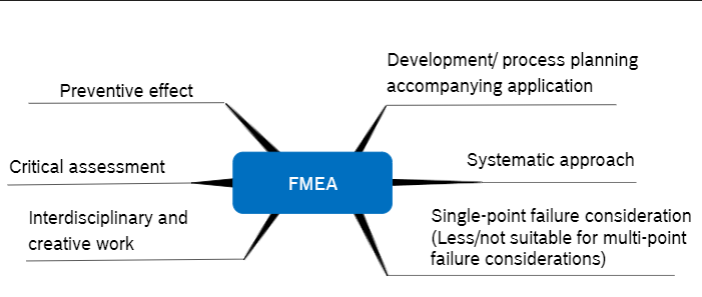 Development/ process planning
accompanying application
Preventive effect
Critical assessment
Systematic approach
FMEA
Interdisciplinary and
creative work
Single-point failure consideration
(Less/not suitable for multi-point
failure considerations)